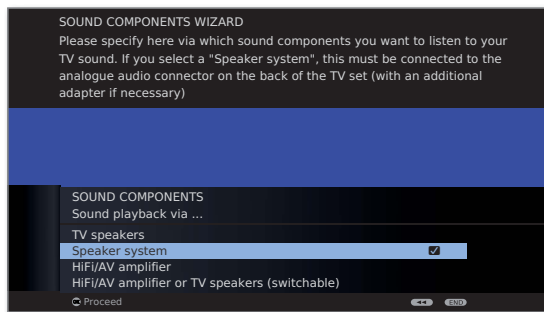 SOUND COMPONENTS WIZARD
Please specify here via which sound components you want to listen to your
TV sound. If you select a "Speaker system", this must be connected to the
analogue audio connector on the back of the TV set (with an additional
adapter if necessary)
SOUND COMPONENTS
Sound playback via ...
TV speakers
Speaker system
HiFi/AV amplifier
HiFi/AV amplifier or TV speakers (switchable)
Proceed END